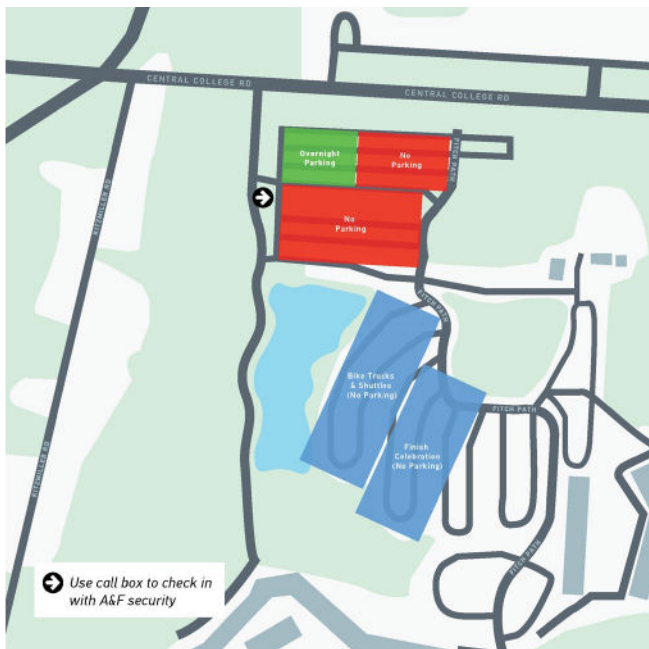 CENTRAL COLLEGE RD
CENTRAL COLLEGE RD
Overnight
Parking
No
Parking
FITCH PATH
RITZMILLER RD
No
Parking
FITCH PATH
Bike Trucks
& Shuttles
(No Parking)
FITCH PATH
Finish
Celebration
(No Parking)
RITZMILLER RD
FITCH PATH
Use call box to check in
with A&F security